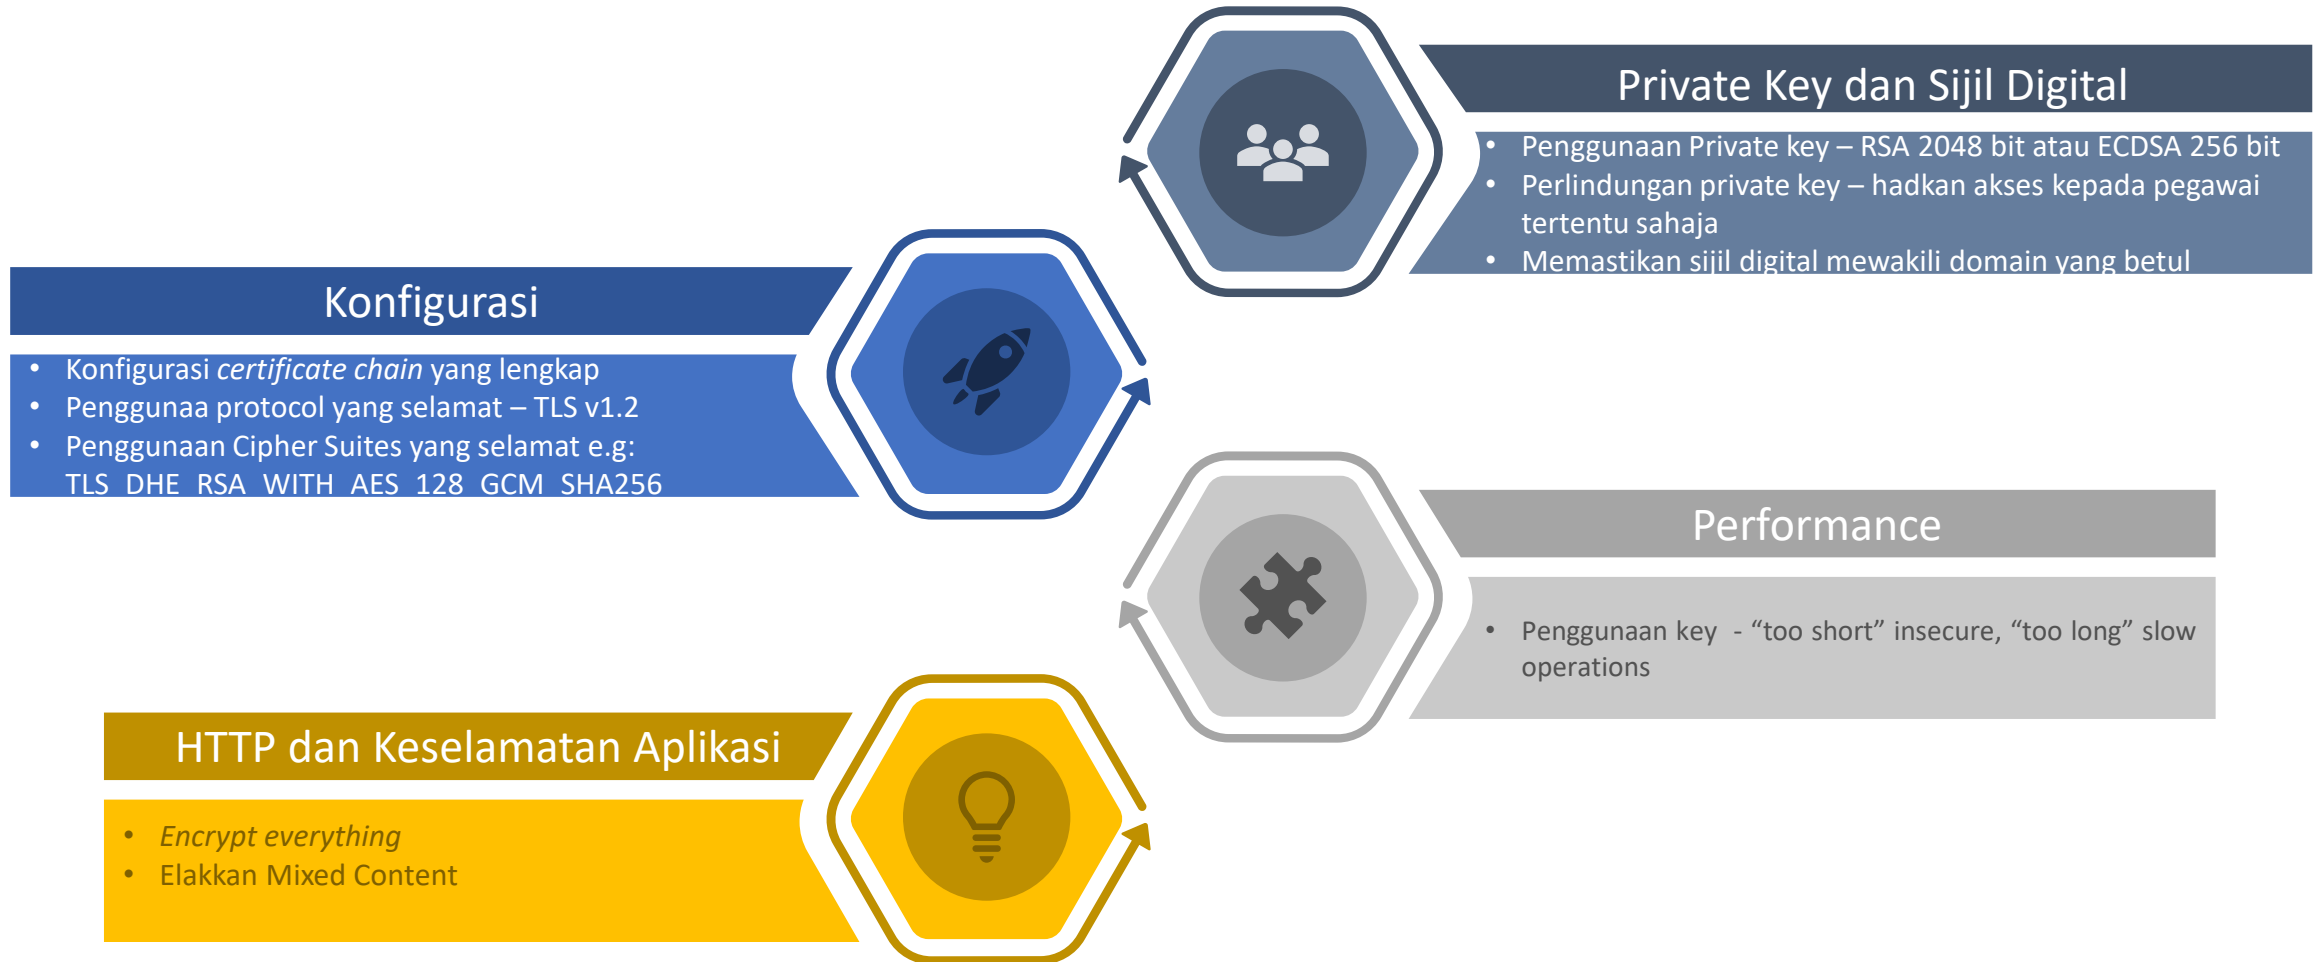 Private Key dan Sijil Digital
• Penggunaan Private key – RSA 2048 bit atau ECDSA 256 bit
• Perlindungan private key – hadkan akses kepada pegawai
tertentu sahaja
• Memastikan sijil digital mewakili domain yang betul
Konfigurasi
• Konfigurasi certificate chain yang lengkap
• Penggunaa protocol yang selamat – TLS v1.2
• Penggunaan Cipher Suites yang selamat e.g:
TLS_DHE_RSA_WITH_AES_128_GCM_SHA256
Performance
• Penggunaan key - “too short” insecure, “too long” slow
operations
HTTP dan Keselamatan Aplikasi
• Encrypt everything
• Elakkan Mixed Content